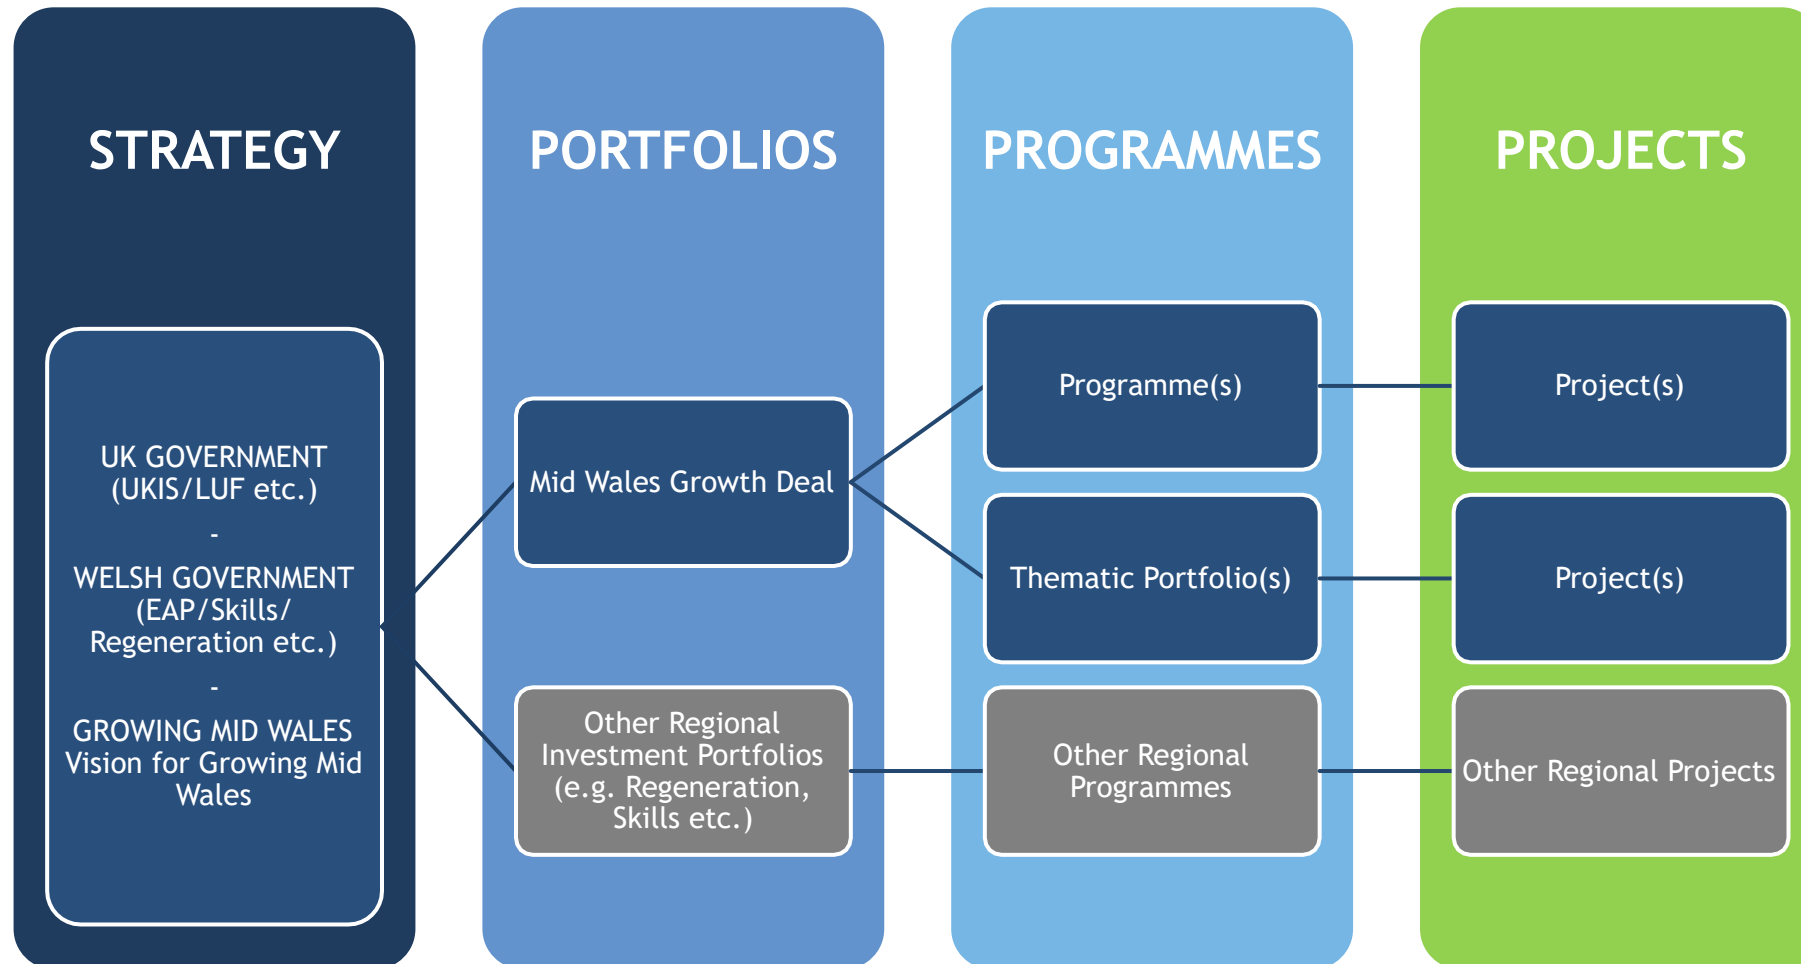 STRATEGY
PORTFOLIOS
PROGRAMMES
PROJECTS
UK GOVERNMENT
(UKIS/LUF etc.)
-
WELSH GOVERNMENT
(EAP/Skills/
Regeneration etc.)
-
GROWING MID WALES
Vision for Growing Mid
Wales
Mid Wales Growth Deal
Other Regional
Investment Portfolios
(e.g. Regeneration,
Skills etc.)
Programme(s)
Thematic Portfolio(s)
Other Regional
Programmes
Project(s)
Project(s)
Other Regional Projects